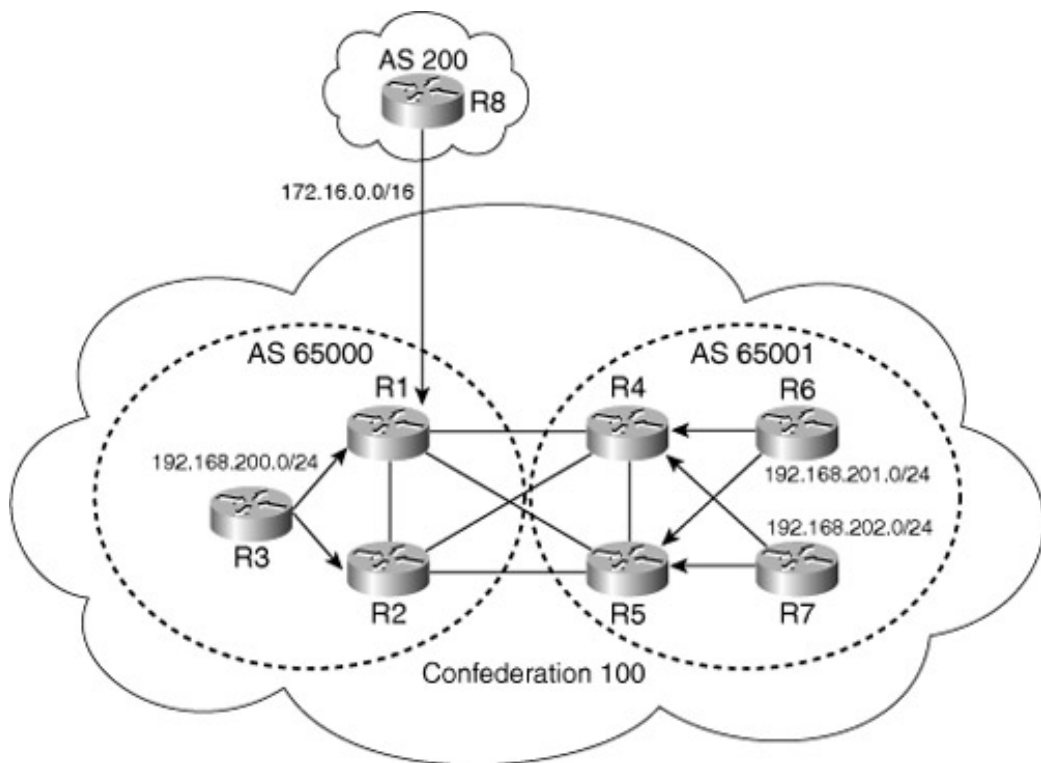 AS 200
R8
172.16.0.0/16
AS 65000
AS 65001
R1
R4
R6
192.168.200.0/24
192.168.201.0/24
R3
192.168.202.0/24
R2
R5
R7
Confederation 100